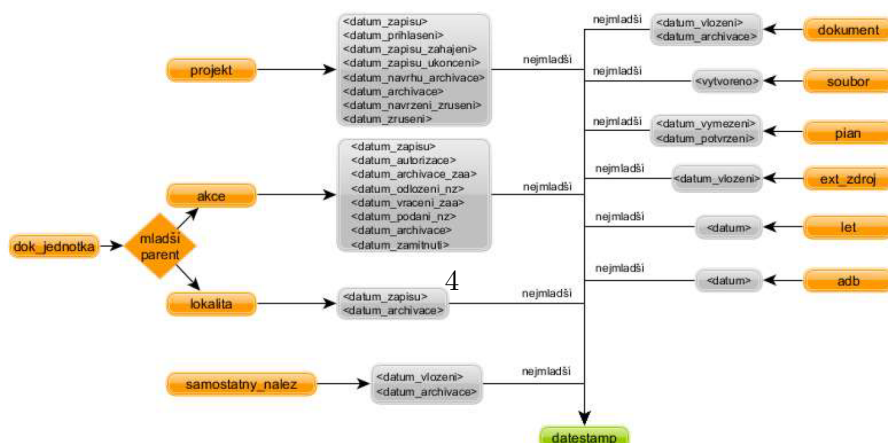 projekt
<datum_zapisu>
<datum_prihlaseni>
<datum_zapisu_zahajeni>
<datum_zapisu_ukonceni>
<datum_navrhu_archivace>
<datum_archivace>
<datum_navrzeni_zruseni>
<datum_zruseni>
nejmladší
dok_jednotka
mladší
parent
akce
<datum_zapisu>
<datum_autorizace>
<datum_archivace_zaa>
<datum_odlozeni_nz>
<datum_vraceni_zaa>
<datum_podani_nz>
<datum_archivace>
<datum_zamitnuti>
nejmladší
lokalita
<datum_zapisu>
<datum_archivace>
4
nejmladší
samostatny_nalez
<datum_vlozeni>
<datum_archivace>
nejmladší
nejmladší
<datum_vlozeni>
<datum_archivace>
dokument
nejmladší
<vytvoreno>
soubor
nejmladší
<datum_vymezeni>
<datum_potvrzeni>
pian
nejmladší
<datum_vlozeni>
ext_zdroj
nejmladší
<datum>
let
nejmladší
<datum>
adb
datestamp